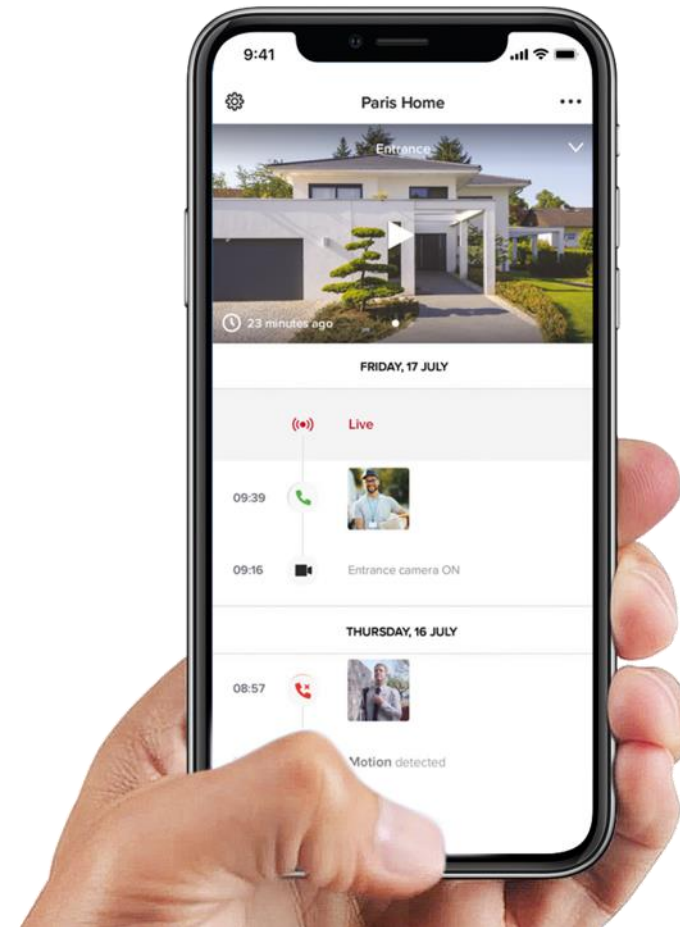 9:41
Paris Home
Entrance
23 minutes ago
FRIDAY, 17 JULY
Live
09:39
09:16 Entrance camera ON
THURSDAY, 16 JULY
08:57
Motion detected